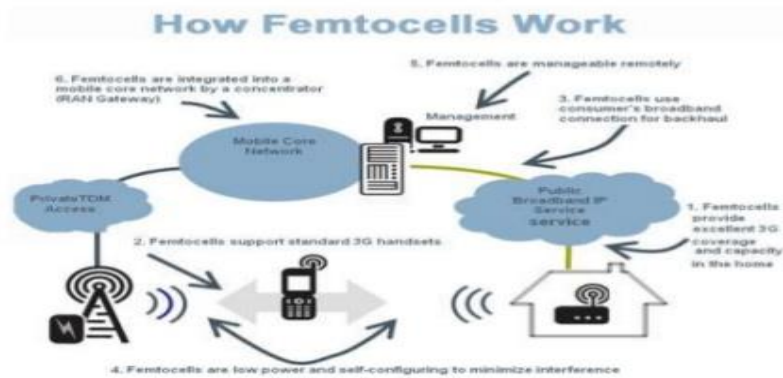 How Femtocells Work
5. Femtocells are manageable remotely
6. Femtocells are integrated into a
mobile core network by a concentrator
(RAN Gateway)
Management
3. Femtocells use
consumer's broadband
connection for backhaul
Mobile Core
Network
PrivateTDM
Access
Public
Broadband IP
Service
service
1. Femtocells
provide
excellent 3G
coverage
and capacity
in the home
2. Femtocells support standard 3G handsets
4. Femtocells are low power and self-configuring to minimize interference